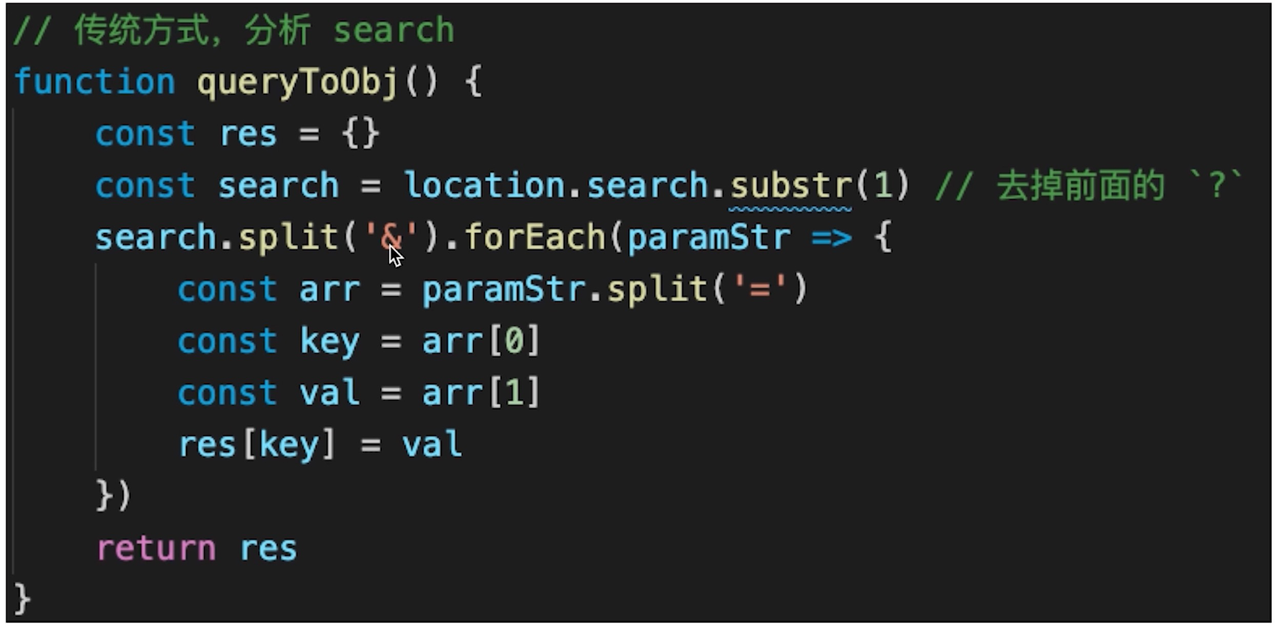 // 传统方式，分析 search
function queryToObj() {
    const res = {}
    const search = location.search.substr(1) // 去掉前面的 `?`
    search.split('&').forEach(paramStr => {
        const arr = paramStr.split('=')
        const key = arr[0]
        const val = arr[1]
        res[key] = val
    })
    return res
}